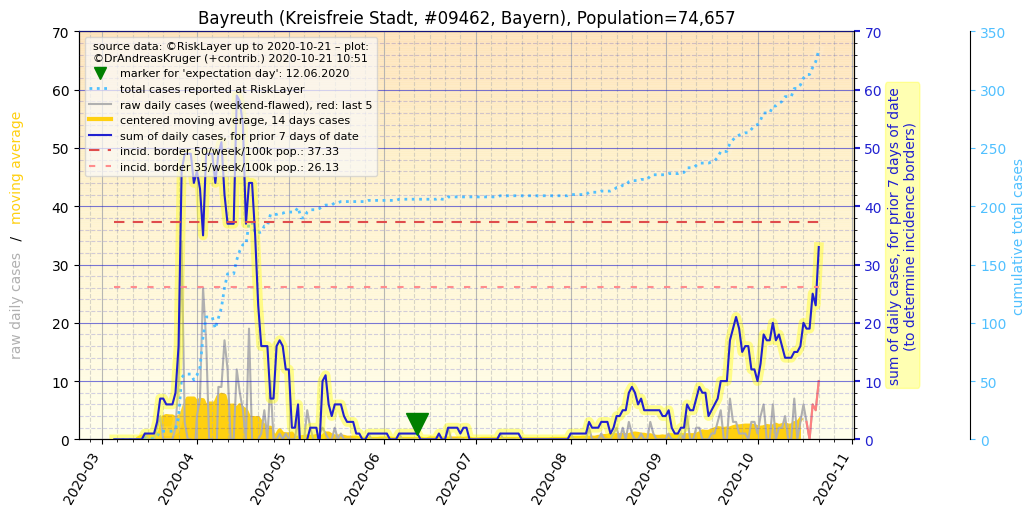 Bayreuth (Kreisfreie Stadt, #09462, Bayern), Population=74,657
source data: ©RiskLayer up to 2020-10-21 – plot:
©DrAndreasKruger (+contrib.) 2020-10-21 10:51
marker for 'expectation day': 12.06.2020
total cases reported at RiskLayer
raw daily cases (weekend-flawed), red: last 5
centered moving average, 14 days cases
sum of daily cases, for prior 7 days of date
incid. border 50/week/100k pop.: 37.33
incid. border 35/week/100k pop.: 26.13
raw daily cases / moving average
70
60
50
40
30
20
10
0
2020-03
2020-04
2020-05
2020-06
2020-07
2020-08
2020-09
2020-10
2020-11
70
60
50
40
30
20
10
0
sum of daily cases, for prior 7 days of date
(to determine incidence borders)
350
300
250
200
150
100
50
0
cumulative total cases